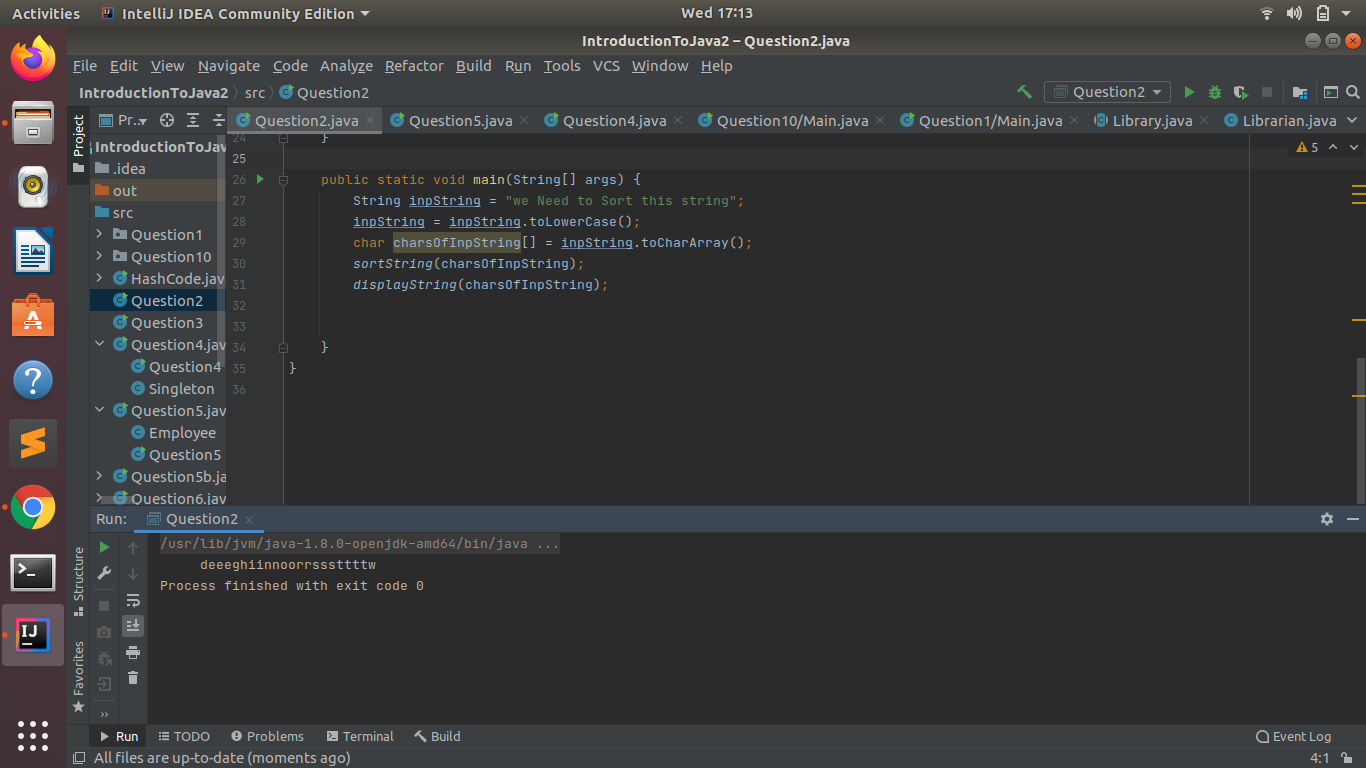 Activities IntelliJ IDEA Community Edition Wed 17:13
IntroductionToJava2 – Question2.java
File Edit View Navigate Code Analyze Refactor Build Run Tools VCS Window Help
IntroductionToJava2 src Question2 Question2
Project
Pr... Question2.java Question5.java Question4.java Question10/Main.java Question1/Main.java Library.java Librarian.java
IntroductionToJav
.idea
out
src
Question1
Question10
HashCode.jav
Question2
Question3
Question4.jav
Question4
Singleton
Question5.jav
Employee
Question5
Question5b.ja
Question6.jav
5
24 }
25
26 public static void main(String[] args) {
27 String inpString = "we Need to Sort this string";
28 inpString = inpString.toLowerCase();
29 char charsOfInpString[] = inpString.toCharArray();
30 sortString(charsOfInpString);
31 displayString(charsOfInpString);
32
33
34 }
35 }
36
Run: Question2
/usr/lib/jvm/java-1.8.0-openjdk-amd64/bin/java ...
deeeghiinnoorrsssttttw
Process finished with exit code 0
Structure
Favorites
Run TODO Problems Terminal Build Event Log
All files are up-to-date (moments ago) 4:1